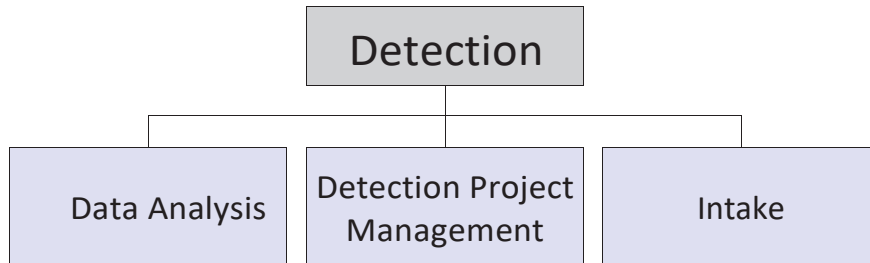 Detection
Data Analysis
Detection Project
Management
Intake